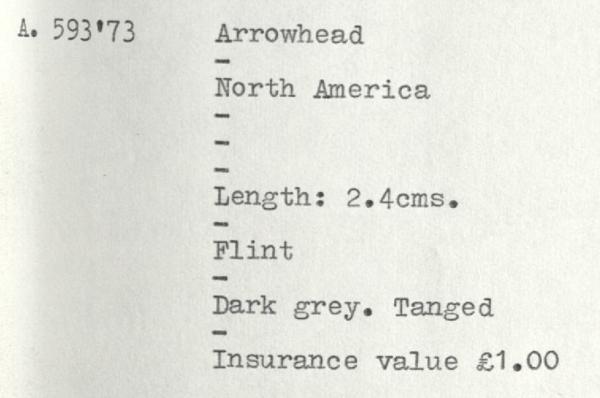 A. 593'73 Arrowhead
-
North America
-
-
-
Length: 2.4cms.
-
Flint
-
Dark grey. Tanged
-
Insurance value £1.00